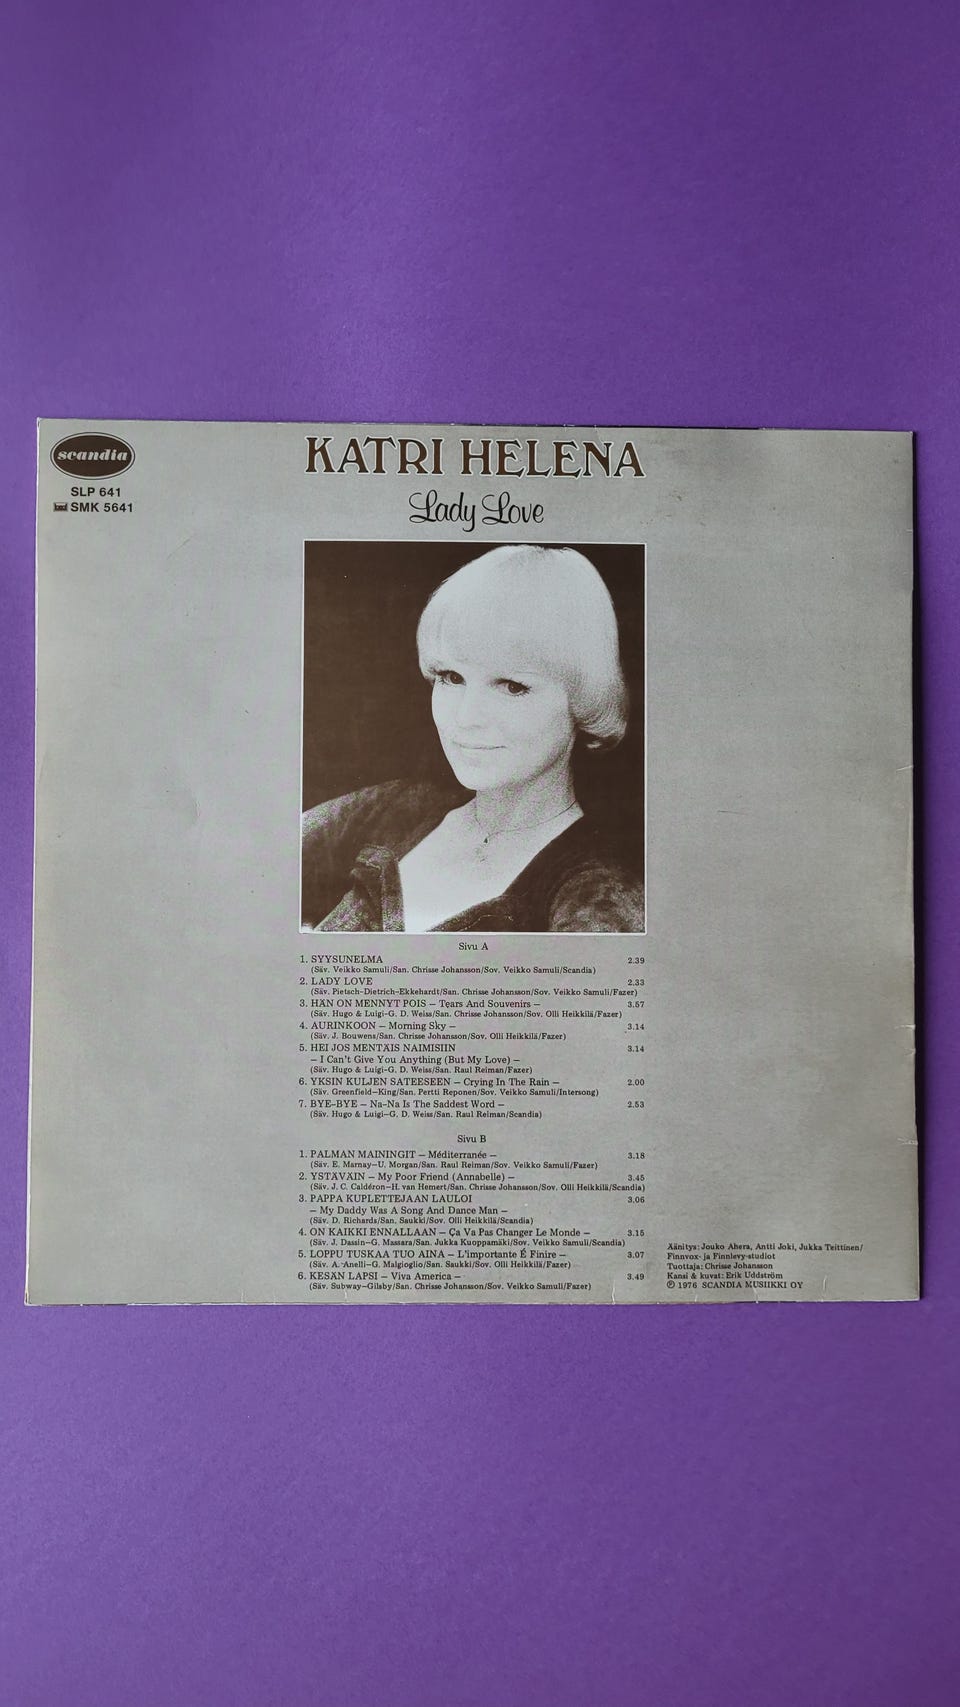 scandia
SLP 641
SMK 5641
KATRI HELENA
Lady Love
Sivu A
1. SYYSUNELMA 2.39
(Säv. Veikko Samuli/San. Chrisse Johansson/Sov. Veikko Samuli/Scandia)
2. LADY LOVE 2.33
(Säv. Pietsch-Dietrich-Ekkehardt/San. Chrisse Johansson/Sov. Veikko Samuli/Fazer)
3. HÄN ON MENNYT POIS – Tears And Souvenirs – 3.57
(Säv. Hugo & Luigi-G. D. Weiss/San. Chrisse Johansson/Sov. Olli Heikkilä/Fazer)
4. AURINKOON – Morning Sky – 3.14
(Säv. J. Bouwens/San. Chrisse Johansson/Sov. Olli Heikkilä/Fazer)
5. HEI JOS MENTÄIS NAIMISIIN 3.14
– I Can't Give You Anything (But My Love) –
(Säv. Hugo & Luigi-G. D. Weiss/San. Raul Reiman/Fazer)
6. YKSIN KULJEN SATEESEEN – Crying In The Rain – 2.00
(Säv. Greenfield-King/San. Pertti Reponen/Sov. Veikko Samuli/Intersong)
7. BYE-BYE – Na-Na Is The Saddest Word – 2.53
(Säv. Hugo & Luigi-G. D. Weiss/San. Raul Reiman/Scandia)
Sivu B
1. PALMAN MAININGIT – Méditerranée – 3.18
(Säv. E. Marnay-U. Morgan/San. Raul Reiman/Sov. Veikko Samuli/Fazer)
2. YSTÄVÄIN – My Poor Friend (Annabelle) – 3.45
(Säv. J. C. Caldéron-H. van Hemert/San. Chrisse Johansson/Sov. Olli Heikkilä/Scandia)
3. PAPPA KUPLETTEJAAN LAULOI 3.06
– My Daddy Was A Song And Dance Man –
(Säv. D. Richards/San. Saukki/Sov. Olli Heikkilä/Scandia)
4. ON KAIKKI ENNALLAAN – Ça Va Pas Changer Le Monde – 3.15
(Säv. J. Dassin-G. Massara/San. Jukka Kuoppamäki/Sov. Veikko Samuli/Scandia)
5. LOPPU TUSKAA TUO AINA – L'importante É Finire – 3.07
(Säv. A. Anelli-G. Malgioglio/San. Saukki/Sov. Olli Heikkilä/Fazer)
6. KESÄN LAPSI – Viva America – 3.49
(Säv. Subway-Gilsby/San. Chrisse Johansson/Sov. Veikko Samuli/Fazer)
Äänitys: Jouko Ahera, Antti Joki, Jukka Teittinen/
Finnvox- ja Finnlevy-studiot
Tuottaja: Chrisse Johansson
Kansi & kuvat: Erik Uddström
℗ 1976 SCANDIA MUSIIKKI OY